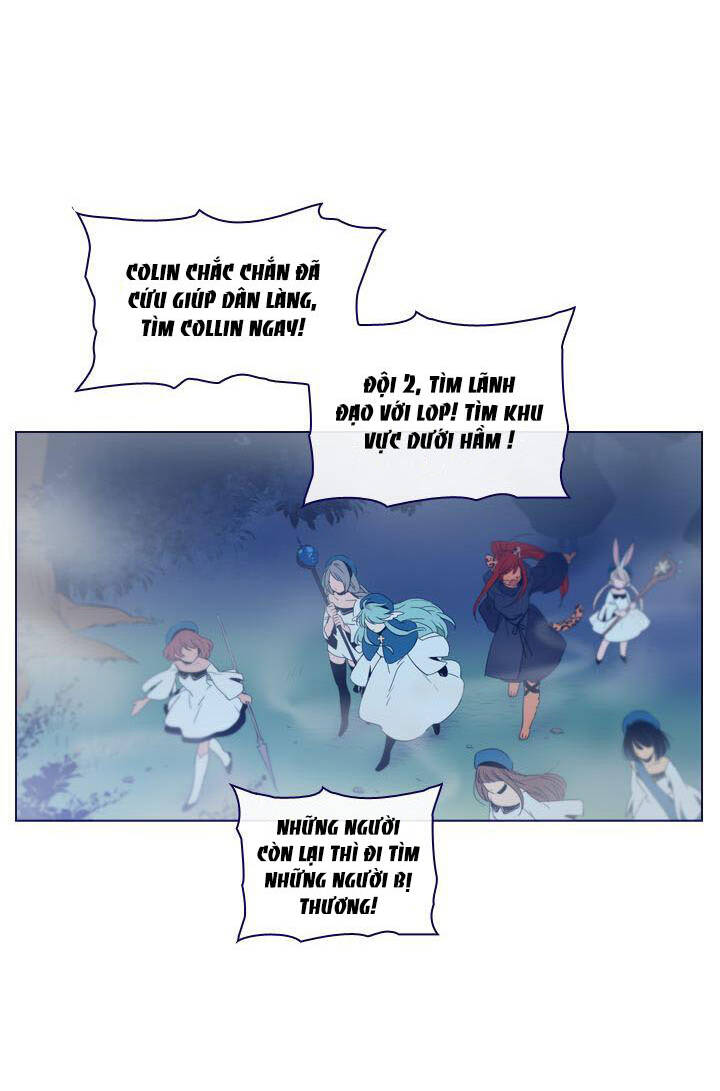 COLIN CHẮC CHẮN ĐÃ
CỨU GIÚP DÂN LÀNG,
TÌM COLLIN NGAY!
ĐỘI 2, TÌM LÃNH
ĐẠO VỚI LOP! TÌM KHU
VỰC DƯỚI HẦM !
NHỮNG NGƯỜI
CÒN LẠI THÌ ĐI TÌM
NHỮNG NGƯỜI BỊ
THƯƠNG!